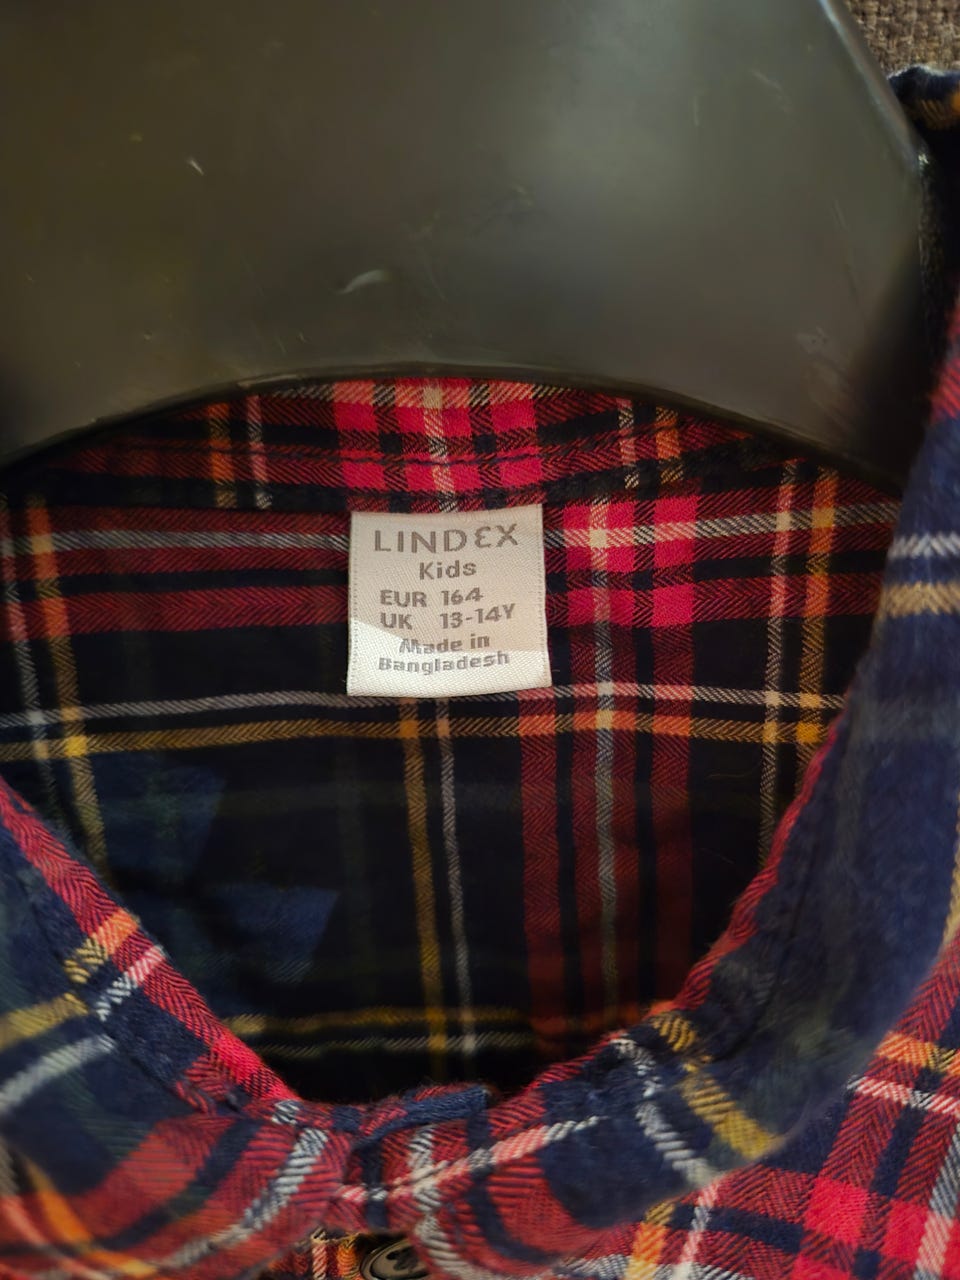 LINDEX
Kids
EUR 164
UK 13-14Y
Made in
Bangladesh